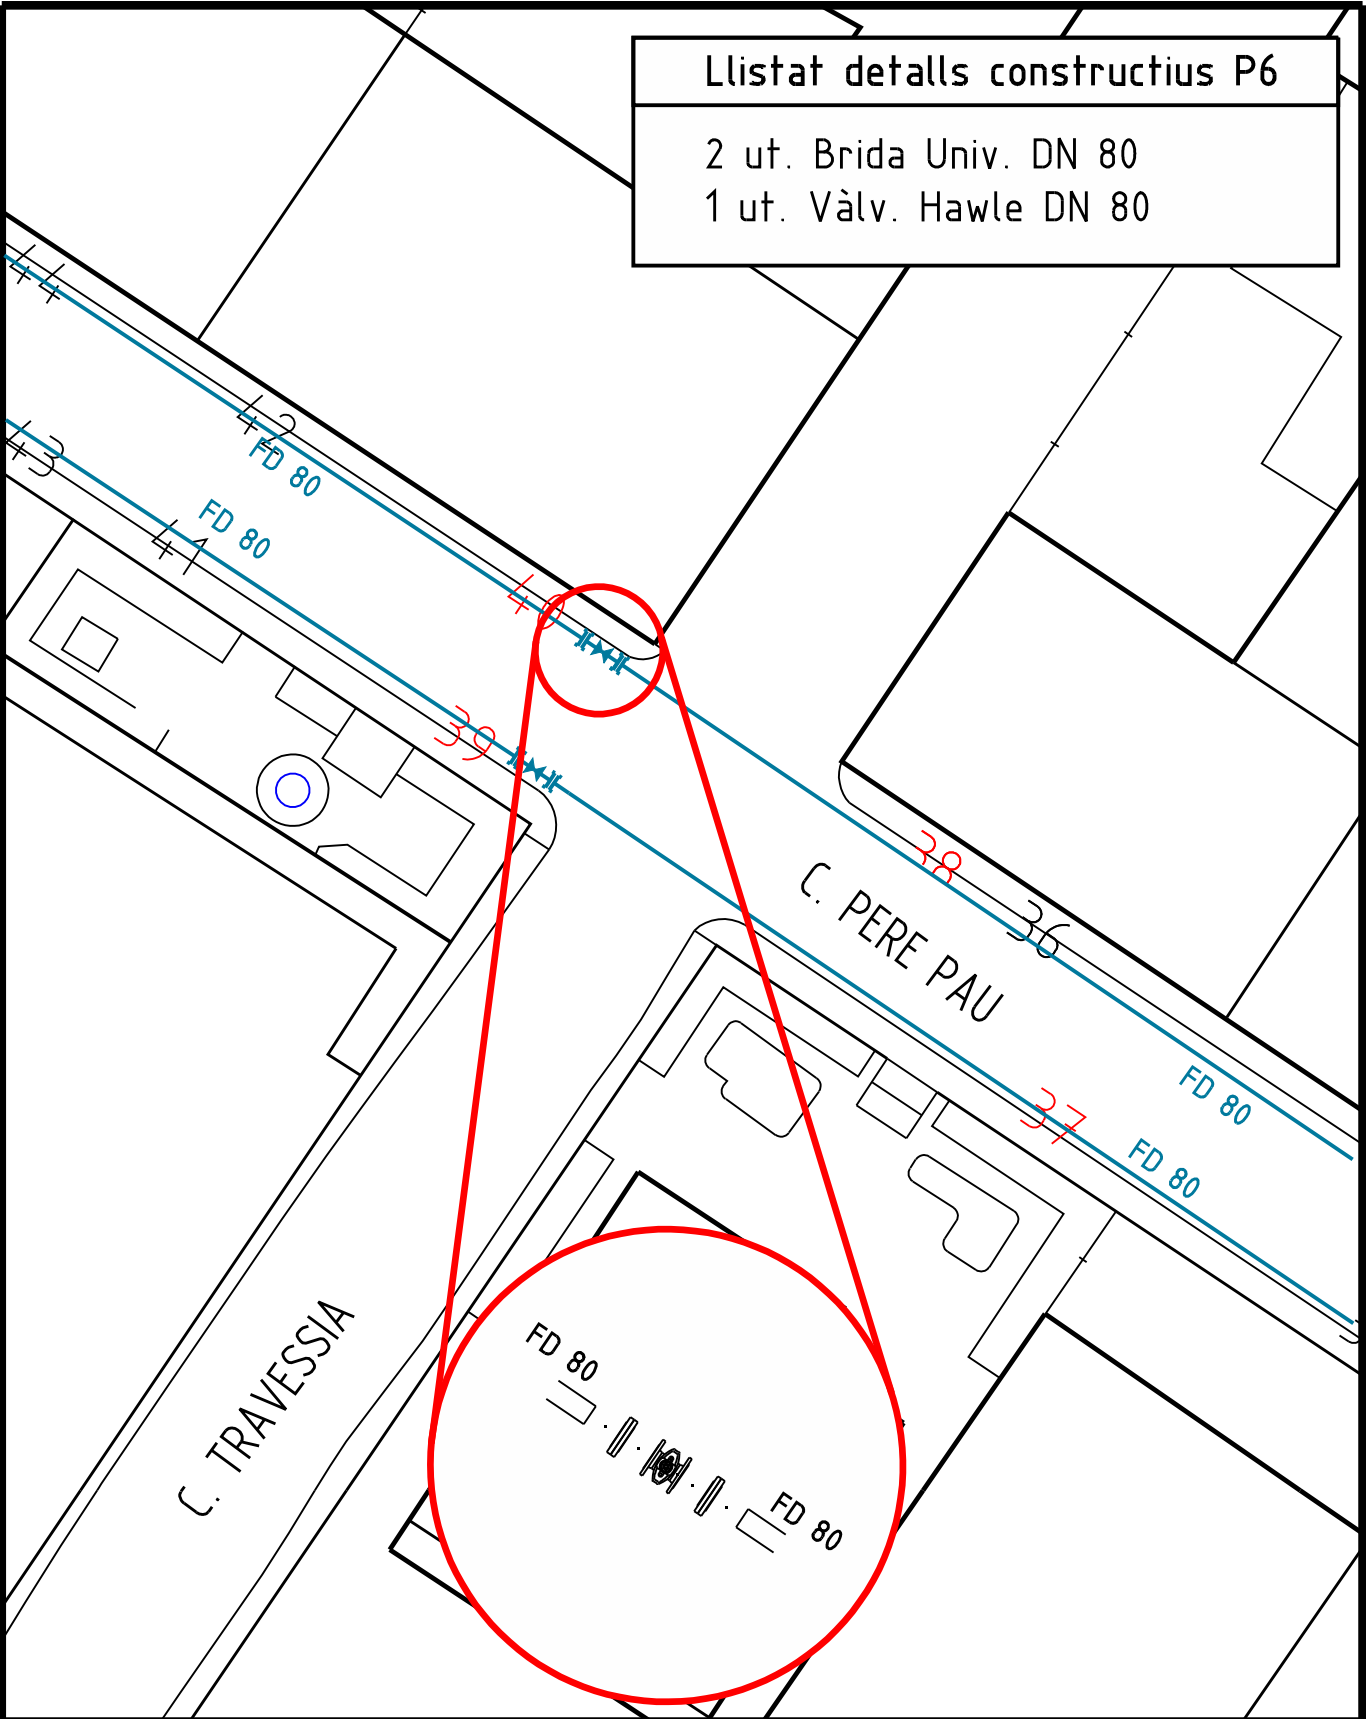 Llistat detalls constructius P6
2 ut. Brida Univ. DN 80
1 ut. Vàlv. Hawle DN 80
44
42
FD 80
43
41
FD 80
40
39
38
36
C. PERE PAU
37
FD 80
FD 80
C. TRAVESSIA
FD 80
FD 80